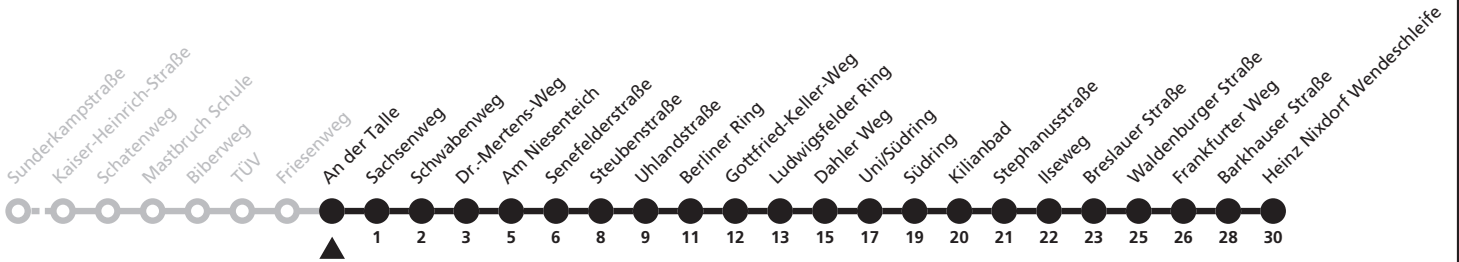 Sunderkampstraße
Kaiser-Heinrich-Straße
Schatenweg
Mastbruch Schule
Biberweg
TÜV
Friesenweg
An der Talle
Sachsenweg
Schwabenweg
Dr.-Mertens-Weg
Am Niesenteich
Senefelderstraße
Steubenstraße
Uhlandstraße
Berliner Ring
Gottfried-Keller-Weg
Ludwigsfelder Ring
Dahler Weg
Uni/Südring
Südring
Kilianbad
Stephanusstraße
Ilseweg
Breslauer Straße
Waldenburger Straße
Frankfurter Weg
Barkhauser Straße
Heinz Nixdorf Wendeschleife
1 2 3 5 6 8 9 11 12 13 15 17 19 20 21 22 23 25 26 28 30